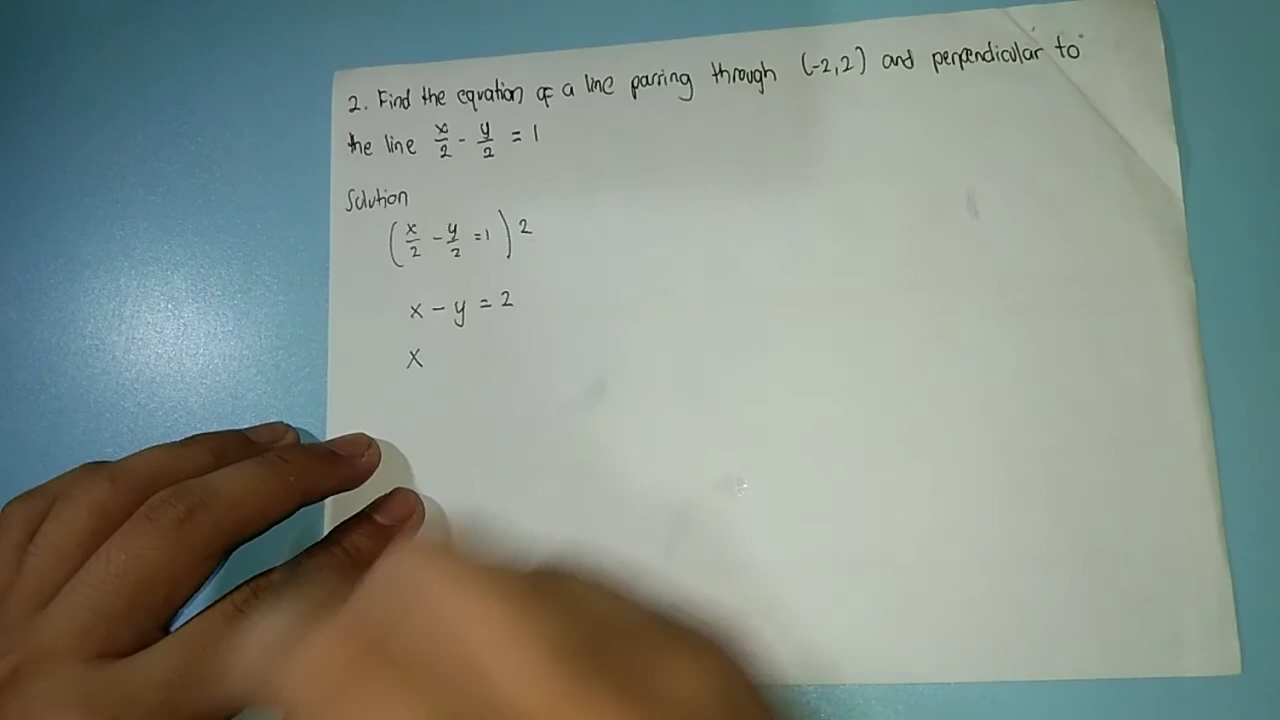 2. Find the equation of a line passing through (-2,2) and perpendicular to
the line x/2 - y/2 = 1
Solution
(x/2 - y/2 = 1) 2
x - y = 2
x